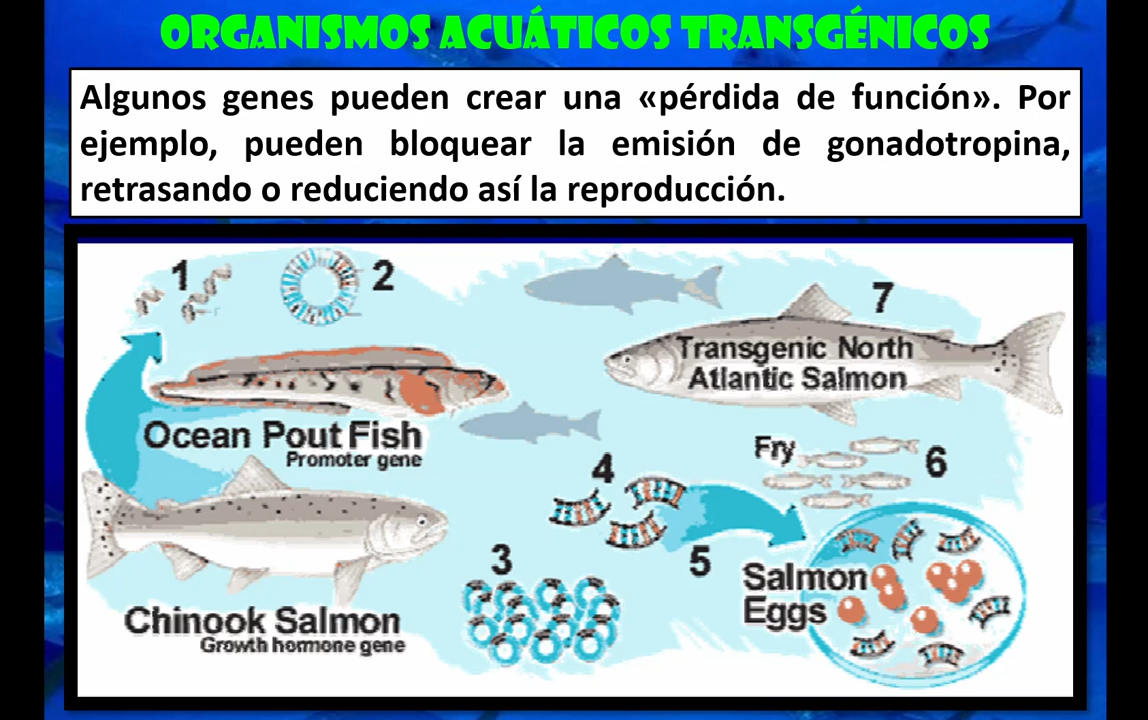 ORGANISMOS ACUÁTICOS TRANSGÉNICOS
Algunos genes pueden crear una «pérdida de función». Por
ejemplo, pueden bloquear la emisión de gonadotropina,
retrasando o reduciendo así la reproducción.
1
2
7
Transgenic North
Atlantic Salmon
Ocean Pout Fish
Promoter gene
Fry
6
4
3
5
Salmon
Eggs
Chinook Salmon
Growth hormone gene